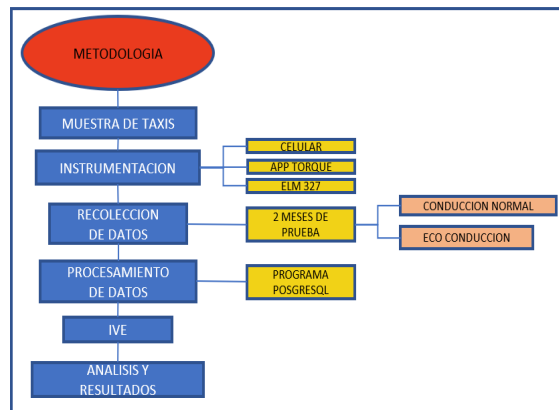 METODOLOGIA
MUESTRA DE TAXIS
INSTRUMENTACION
CELULAR
APP TORQUE
ELM 327
RECOLECCION
DE DATOS
2 MESES DE
PRUEBA
CONDUCCION NORMAL
ECO CONDUCCION
PROCESAMIENTO
DE DATOS
PROGRAMA
POSGRESQL
IVE
ANALISIS Y
RESULTADOS